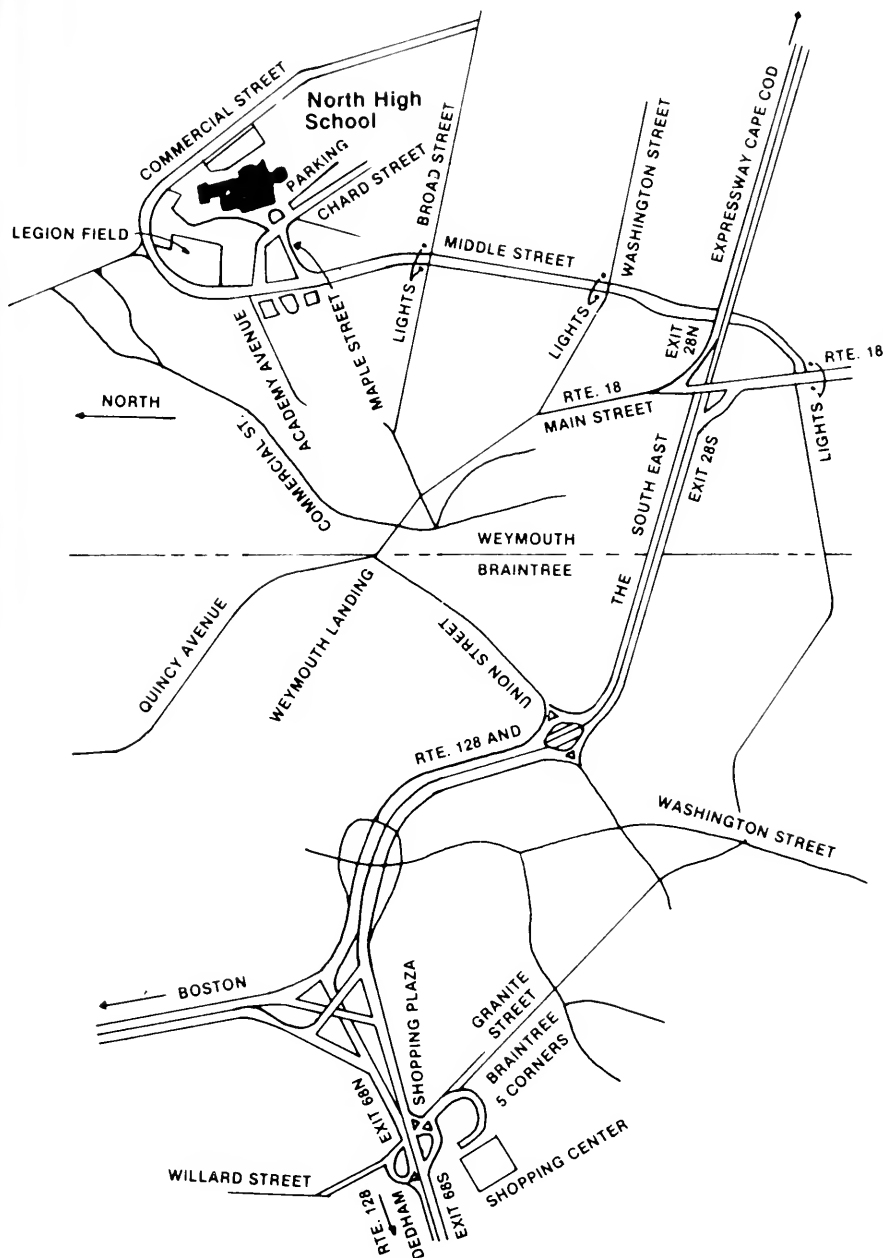 COMMERCIAL STREET
North High
School
PARKING
CHARD STREET
BROAD STREET
WASHINGTON STREET
EXPRESSWAY CAPE COD
LEGION FIELD
MIDDLE STREET
LIGHTS
LIGHTS
EXIT
28N
RTE. 18
NORTH
ACADEMY AVENUE
MAPLE STREET
RTE. 18
MAIN STREET
LIGHTS
COMMERCIAL ST.
SOUTH EAST
EXIT 28S
WEYMOUTH
BRAINTREE
THE
QUINCY AVENUE
WEYMOUTH LANDING
UNION STREET
RTE. 128 AND
WASHINGTON STREET
BOSTON
SHOPPING PLAZA
GRANITE
STREET
BRAINTREE
5 CORNERS
EXIT 68N
WILLARD STREET
SHOPPING CENTER
RTE. 128
DEDHAM
EXIT 68S